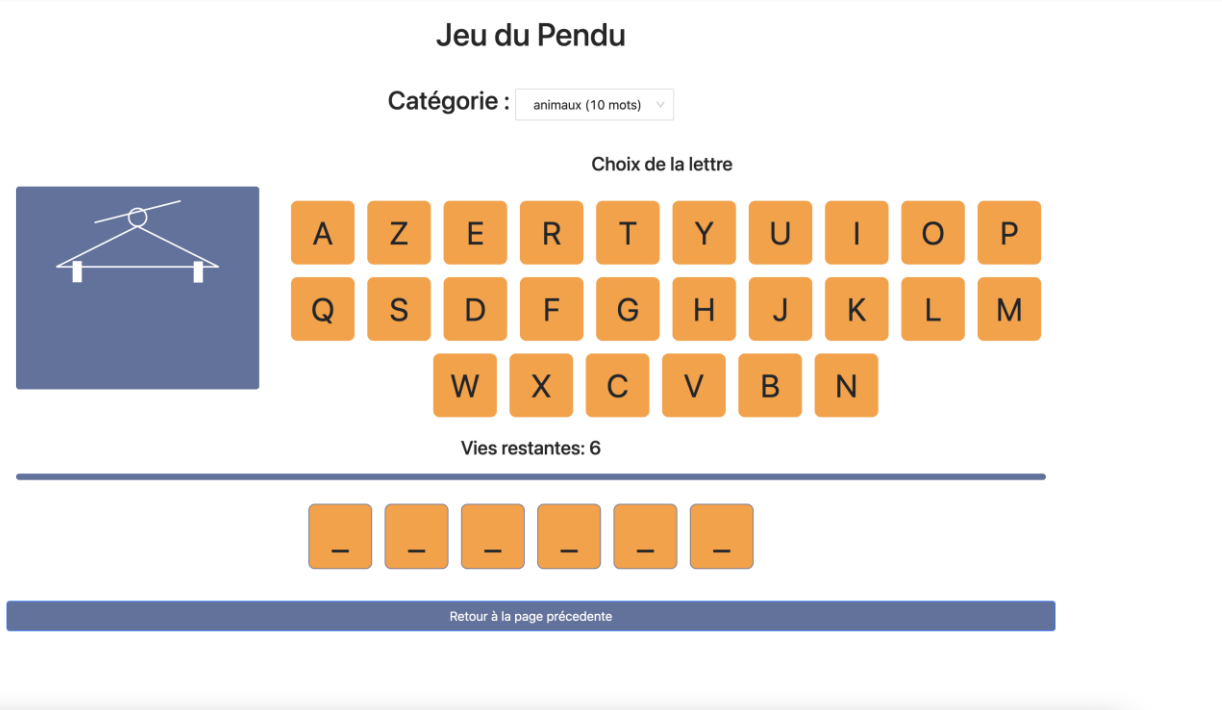 Jeu du Pendu
Catégorie : animaux (10 mots)
Choix de la lettre
A Z E R T Y U I O P
Q S D F G H J K L M
W X C V B N
Vies restantes: 6
_ _ _ _ _ _
Retour à la page précedente